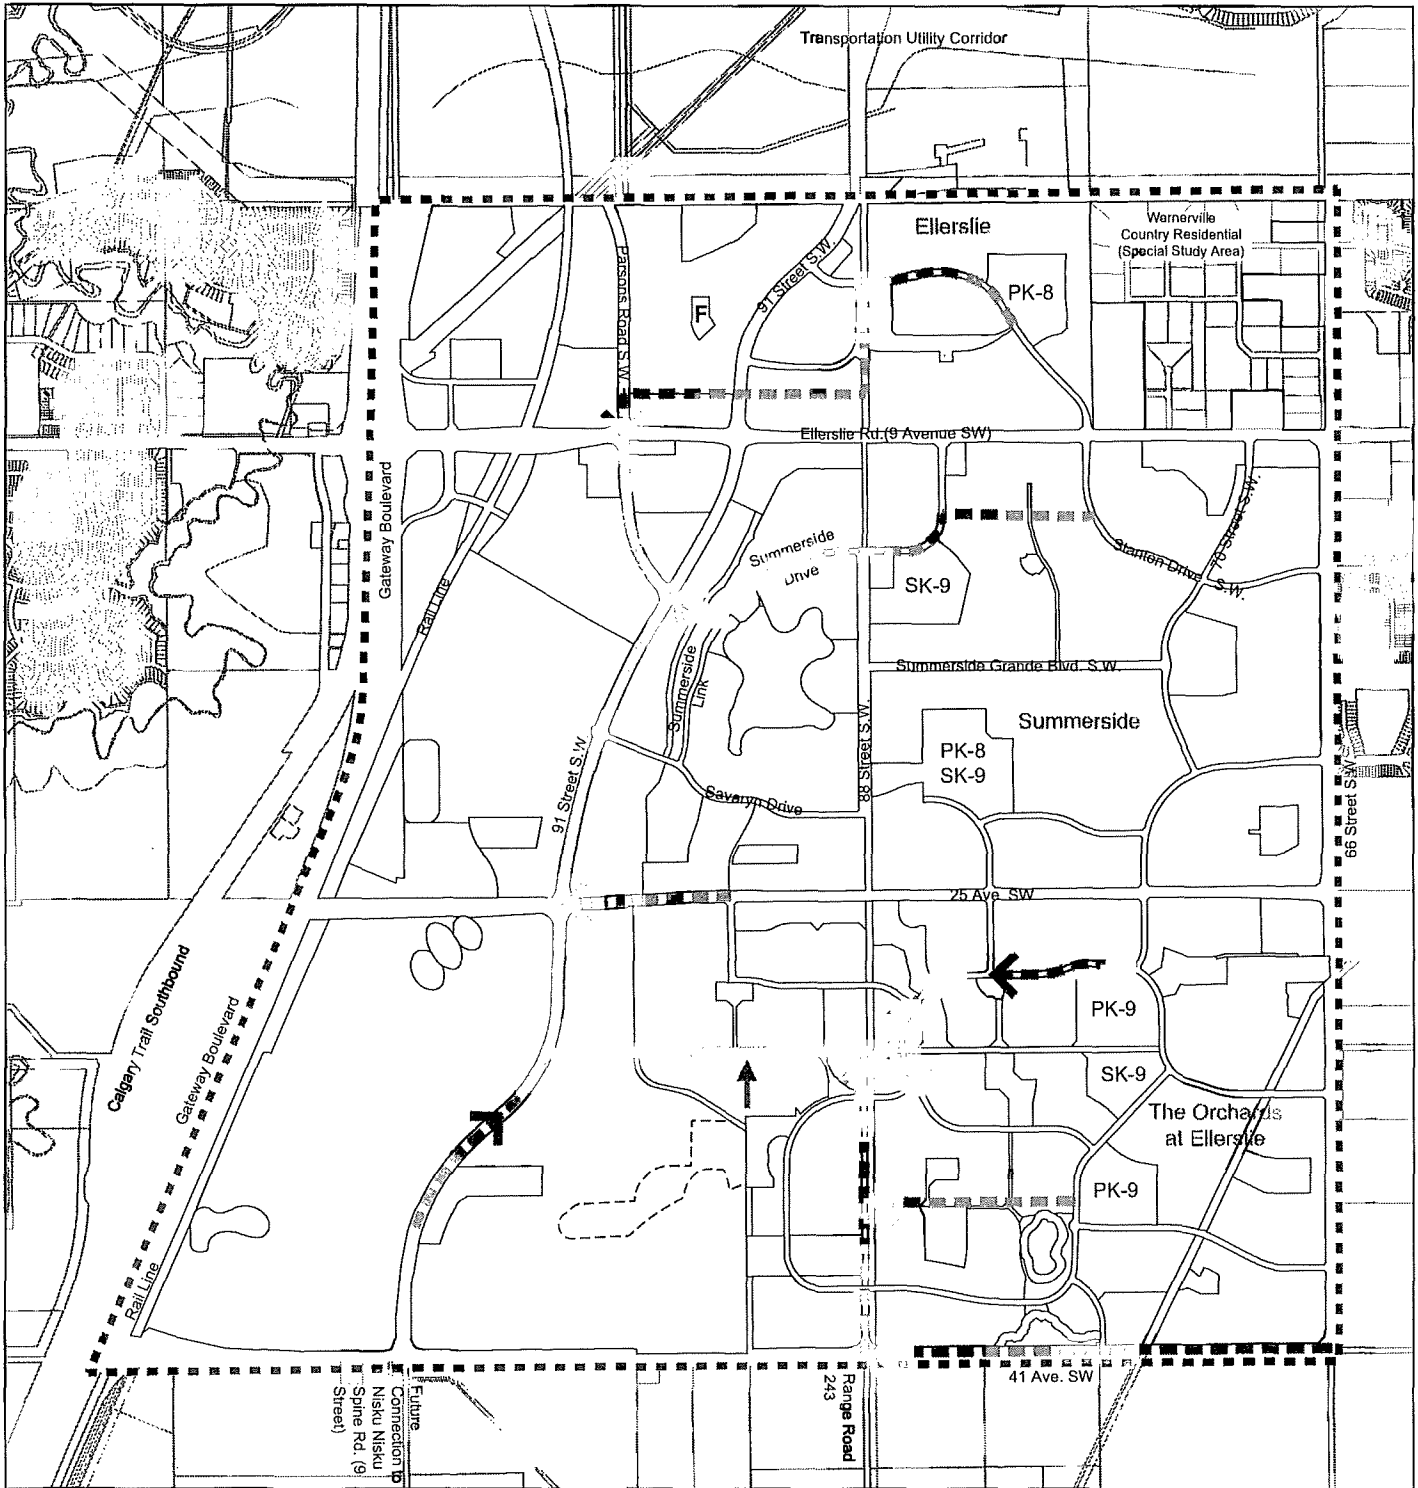 Transportation Utility Corridor
Ellerslie
Wernerville
Country Residential
(Special Study Area)
Parsons Road S.W.
91 Street S.W.
PK-8
F
Ellerslie Rd.(9 Avenue SW)
Gateway Boulevard
70 Street S.W.
Summerside
Drive
Stanton Drive S.W.
SK-9
Rail Line
Summerside Grande Blvd. S.W.
Summerside
Link
Summerside
PK-8
SK-9
91 Street S.W.
88 Street S.W.
66 Street S.W.
Savaryn Drive
25 Ave. SW
Calgary Trail Southbound
Gateway Boulevard
PK-9
SK-9
The Orchards
at Ellerslie
PK-9
Rail Line
41 Ave. SW
Future
Connection to
Nisku Nisku
Spine Rd. (9
Street)
Range Road
243